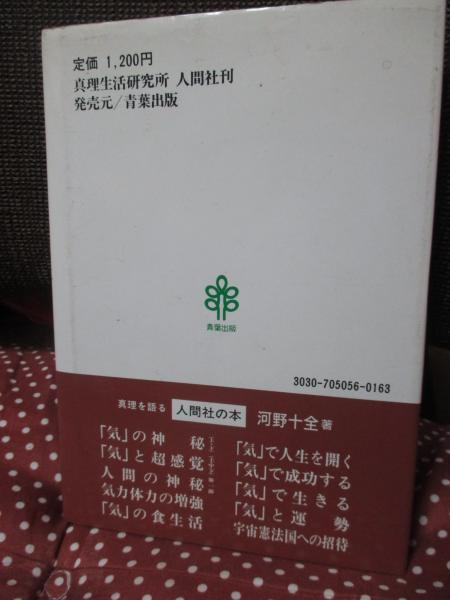 定価 1,200円
真理生活研究所 人間社刊
発売元/青葉出版
青葉出版
3030-705056-0163
真理を語る 人間社の本 河野十全著
「気」の神秘
「気」と超感覚
人間の神秘
気力体力の増強
「気」の食生活
「気」で人生を開く
「気」で成功する
「気」で生きる
「気」と運勢
宇宙憲法国への招待